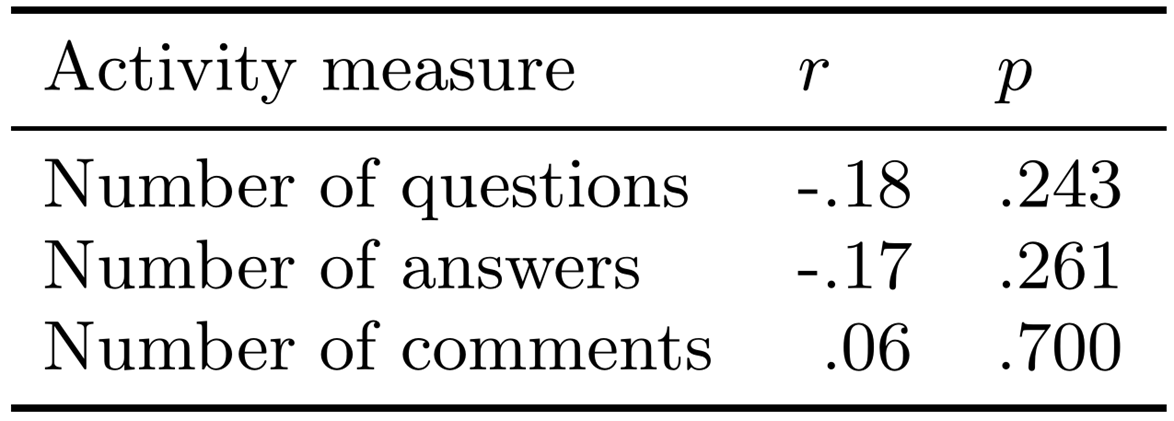 Activity measure r p
Number of questions -.18 .243
Number of answers -.17 .261
Number of comments .06 .700